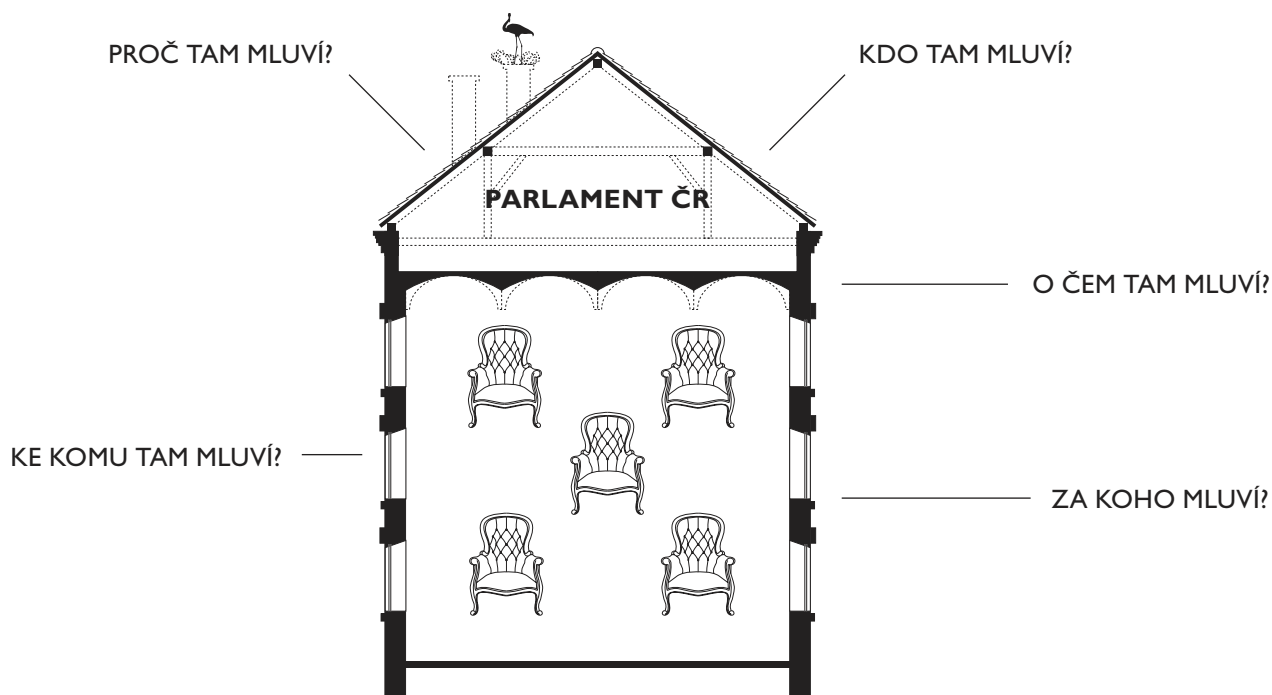 PROČ TAM MLUVÍ?
KDO TAM MLUVÍ?
PARLAMENT ČR
O ČEM TAM MLUVÍ?
KE KOMU TAM MLUVÍ?
ZA KOHO MLUVÍ?